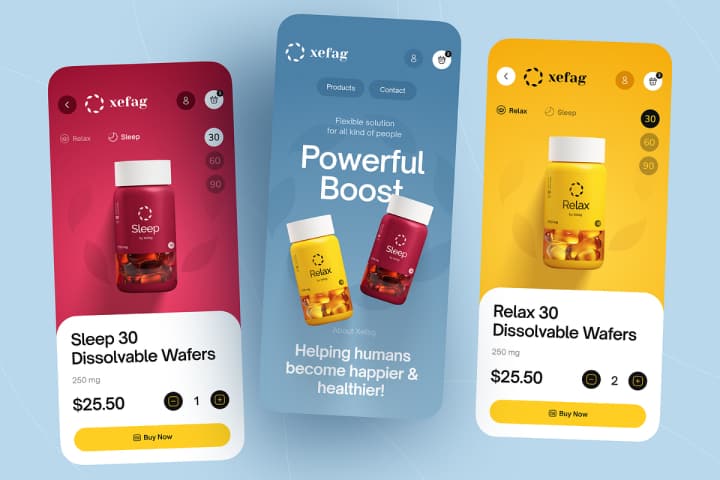 xefag
Relax
Sleep
30
60
90
Sleep
Sleep 30
Dissolvable Wafers
250 mg
$25.50
1
Buy Now
xefag
Products
Contact
Flexible solution
for all kind of people
Powerful
Boost
Relax
Sleep
About Xefag
Helping humans
become happier &
healthier!
xefag
Relax
Sleep
30
60
90
Relax
Relax 30
Dissolvable Wafers
250 mg
$25.50
2
Buy Now